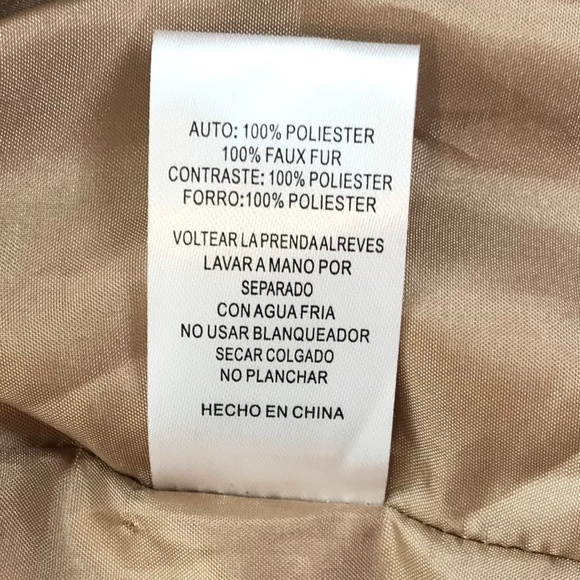 AUTO: 100% POLIESTER
100% FAUX FUR
CONTRASTE: 100% POLIESTER
FORRO:100% POLIESTER
VOLTEAR LA PRENDA ALREVES
LAVAR A MANO POR
SEPARADO
CON AGUA FRIA
NO USAR BLANQUEADOR
SECAR COLGADO
NO PLANCHAR
HECHO EN CHINA